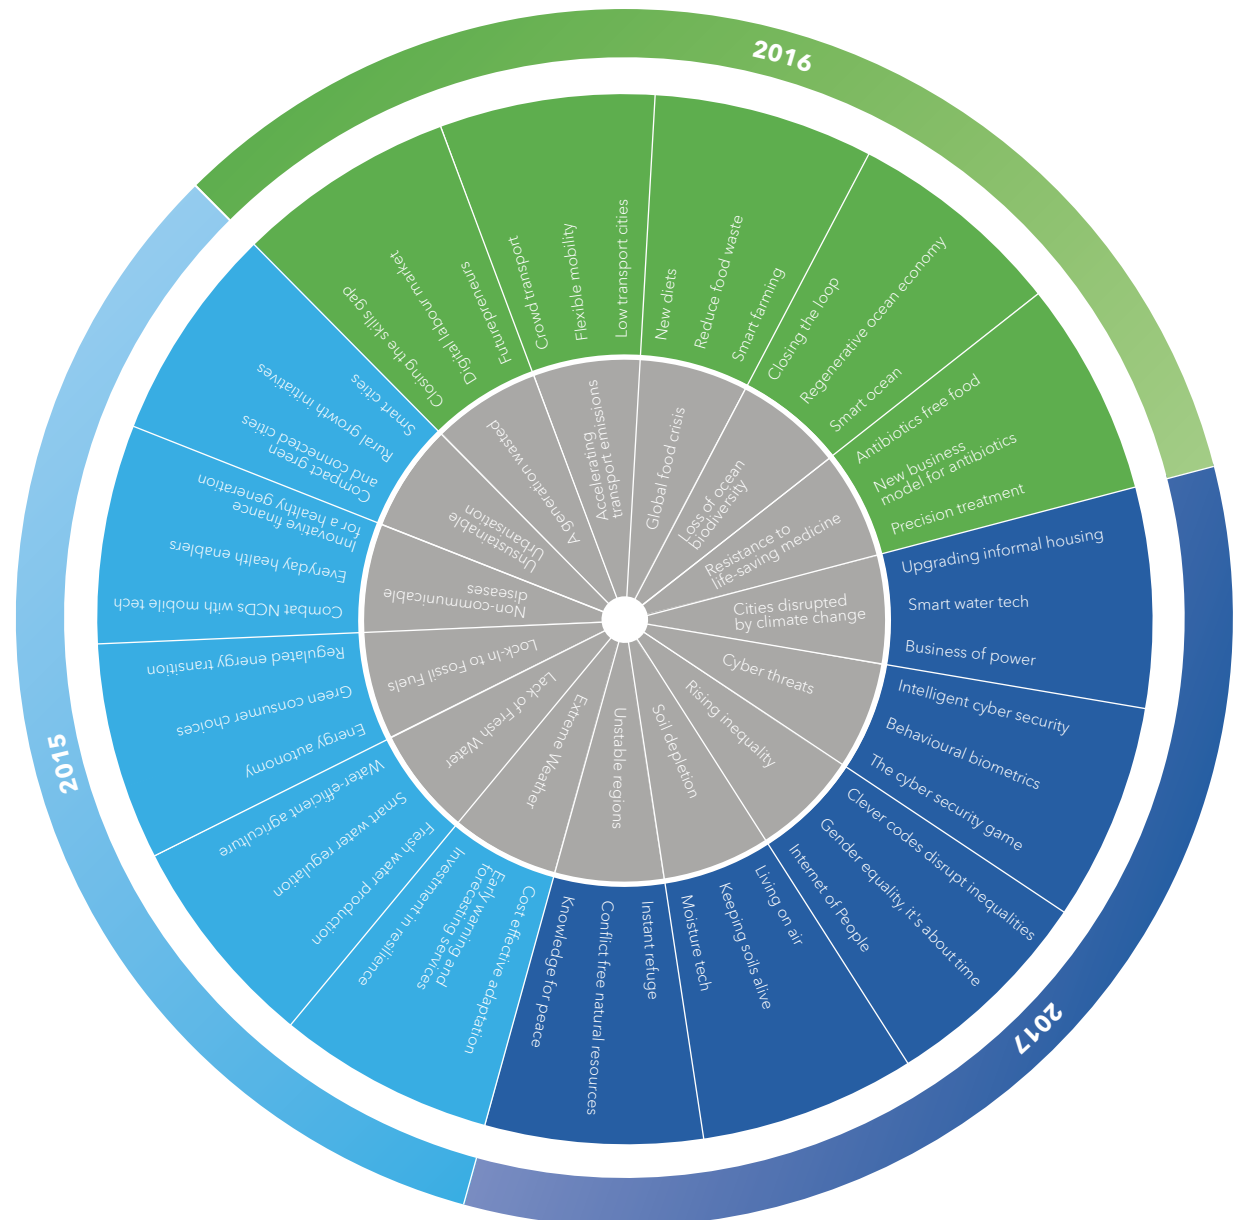 2016
Closing the skills gap
Digital labour market
Futurepreneurs
Crowd transport
Flexible mobility
Low transport cities
New diets
Reduce food waste
Smart farming
Closing the loop
Regenerative ocean economy
Smart ocean
Antibiotics free food
New business
model for antibiotics
Precision treatment
A generation wasted
Accelerating
transport emissions
Global food crisis
Loss of ocean
biodiversity
Resistance to
life-saving medicine
2017
Upgrading informal housing
Smart water tech
Business of power
Intelligent cyber security
Behavioural biometrics
The cyber security game
Clever codes disrupt inequalities
Gender equality, it's about time
Internet of People
Living on air
Keeping soils alive
Moisture tech
Instant refuge
Conflict free natural resources
Knowledge for peace
Cities disrupted
by climate change
Cyber threats
Rising inequality
Soil depletion
Unstable regions
2015
Cost effective adaptation
Early warning and
forecasting services
Investment in resilience
Fresh water production
Smart water regulation
Water-efficient agriculture
Energy autonomy
Green consumer choices
Regulated energy transition
Combat NCDs with mobile tech
Everyday health enablers
Innovative finance
for a healthy generation
Compact green
and connected cities
Rural growth initiatives
Smart cities
Extreme Weather
Lack of Fresh Water
Lock-In to Fossil Fuels
Non-communicable
diseases
Unsustainable
Urbanisation